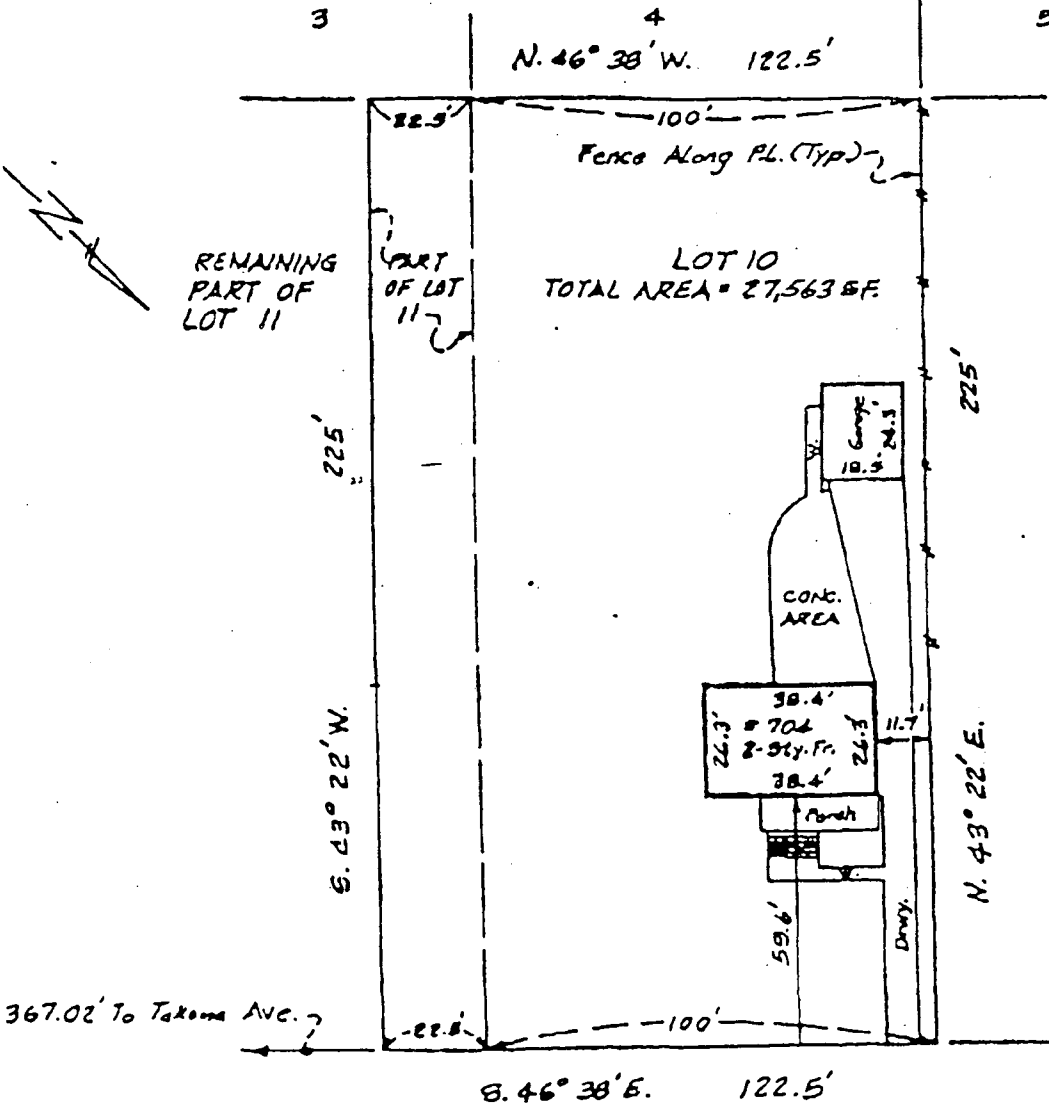 3
4
5
N. 46° 38' W. 122.5'
22.5'
100'
Fence Along P.L. (Typ)
N
REMAINING
PART OF
LOT 11
PART
OF LOT
11
LOT 10
TOTAL AREA = 27,563 S.F.
225'
225'
Garage
24.3'
18.5'
W.
CONC.
AREA
38.4'
26.3'
# 704
2-Sty. Fr.
26.3'
38.4'
11.7'
Porch
W
S. 43° 22' W.
N. 43° 22' E.
59.6'
Drwy.
367.02' To Takoma Ave.
22.5'
100'
S. 46° 38' E. 122.5'